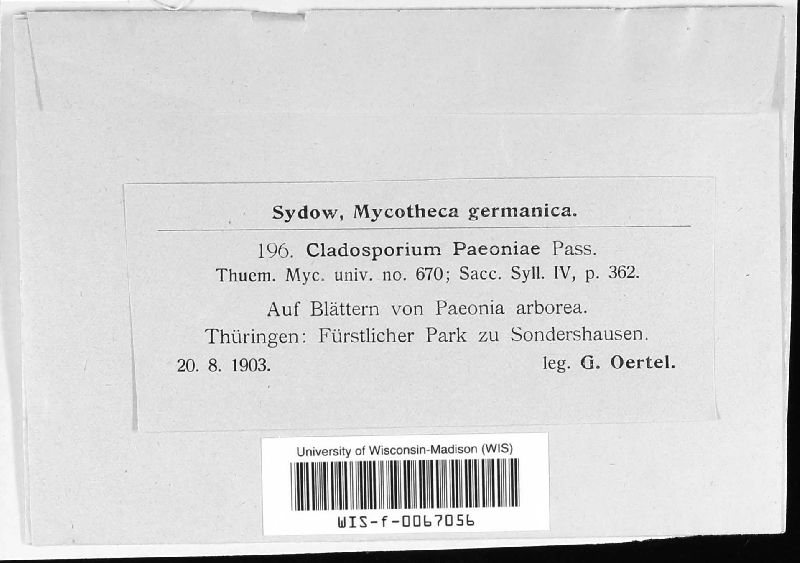 Sydow, Mycotheca germanica.
196. Cladosporium Paeoniae Pass.
Thuem. Myc. univ. no. 670; Sacc. Syll. IV, p. 362.
Auf Blättern von Paeonia arborea.
Thüringen: Fürstlicher Park zu Sondershausen.
20. 8. 1903. leg. G. Oertel.
University of Wisconsin-Madison (WIS)
WIS-f-0067056